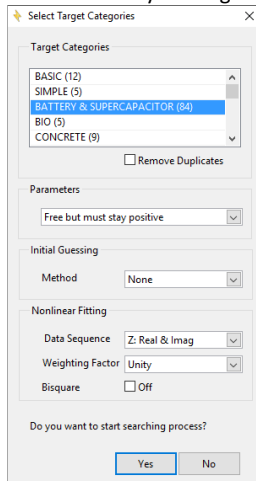 Select Target Categories
Target Categories
BASIC (12)
SIMPLE (5)
BATTERY & SUPERCAPACITOR (84)
BIO (5)
CONCRETE (9)
Remove Duplicates
Parameters
Free but must stay positive
Initial Guessing
Method None
Nonlinear Fitting
Data Sequence Z: Real & Imag
Weighting Factor Unity
Bisquare Off
Do you want to start searching process?
Yes No